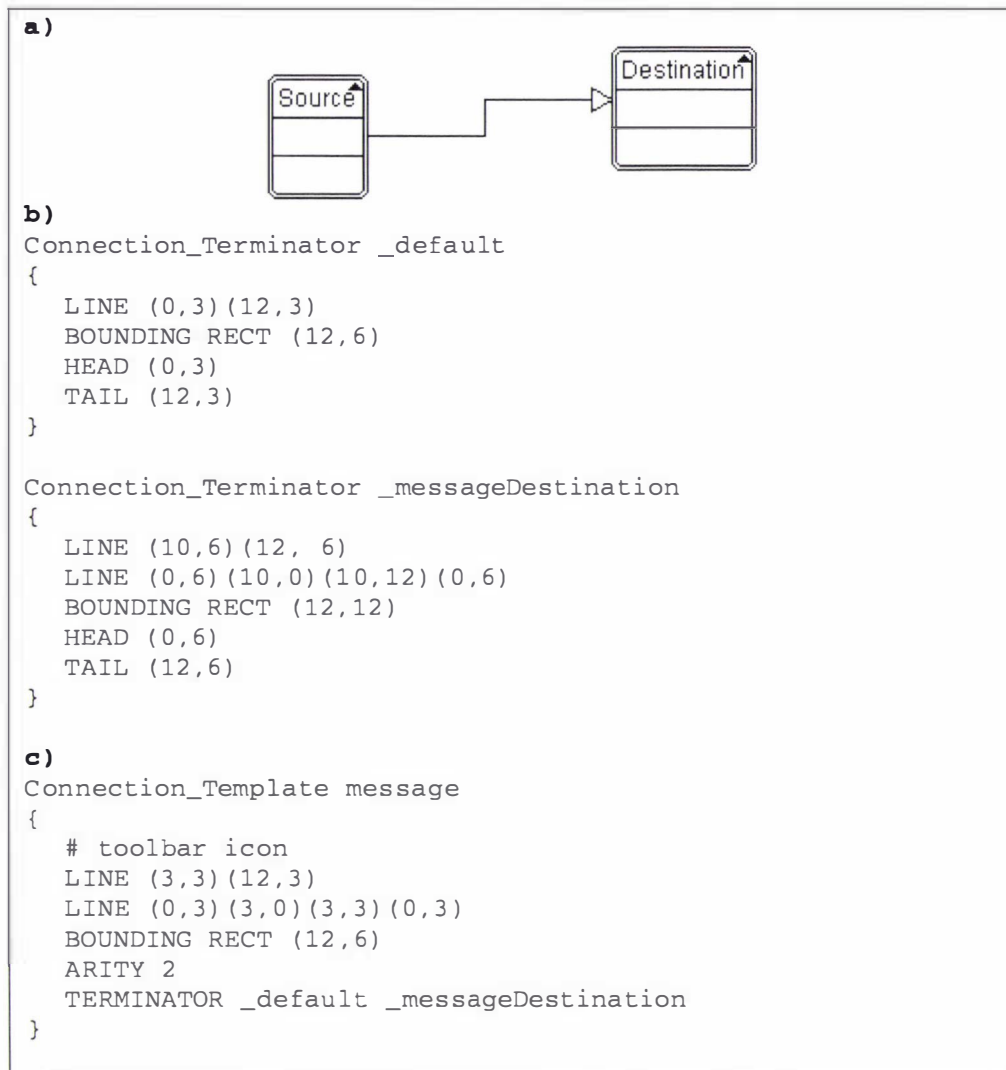 a)
Source
Destination
b)
Connection_Terminator _default
{
LINE (0,3)(12,3)
BOUNDING RECT (12,6)
HEAD (0,3)
TAIL (12,3)
}
Connection_Terminator _messageDestination
{
LINE (10,6)(12, 6)
LINE (0,6)(10,0)(10,12)(0,6)
BOUNDING RECT (12,12)
HEAD (0,6)
TAIL (12,6)
}
c)
Connection_Template message
{
# toolbar icon
LINE (3,3)(12,3)
LINE (0,3)(3,0)(3,3)(0,3)
BOUNDING RECT (12,6)
ARITY 2
TERMINATOR _default _messageDestination
}